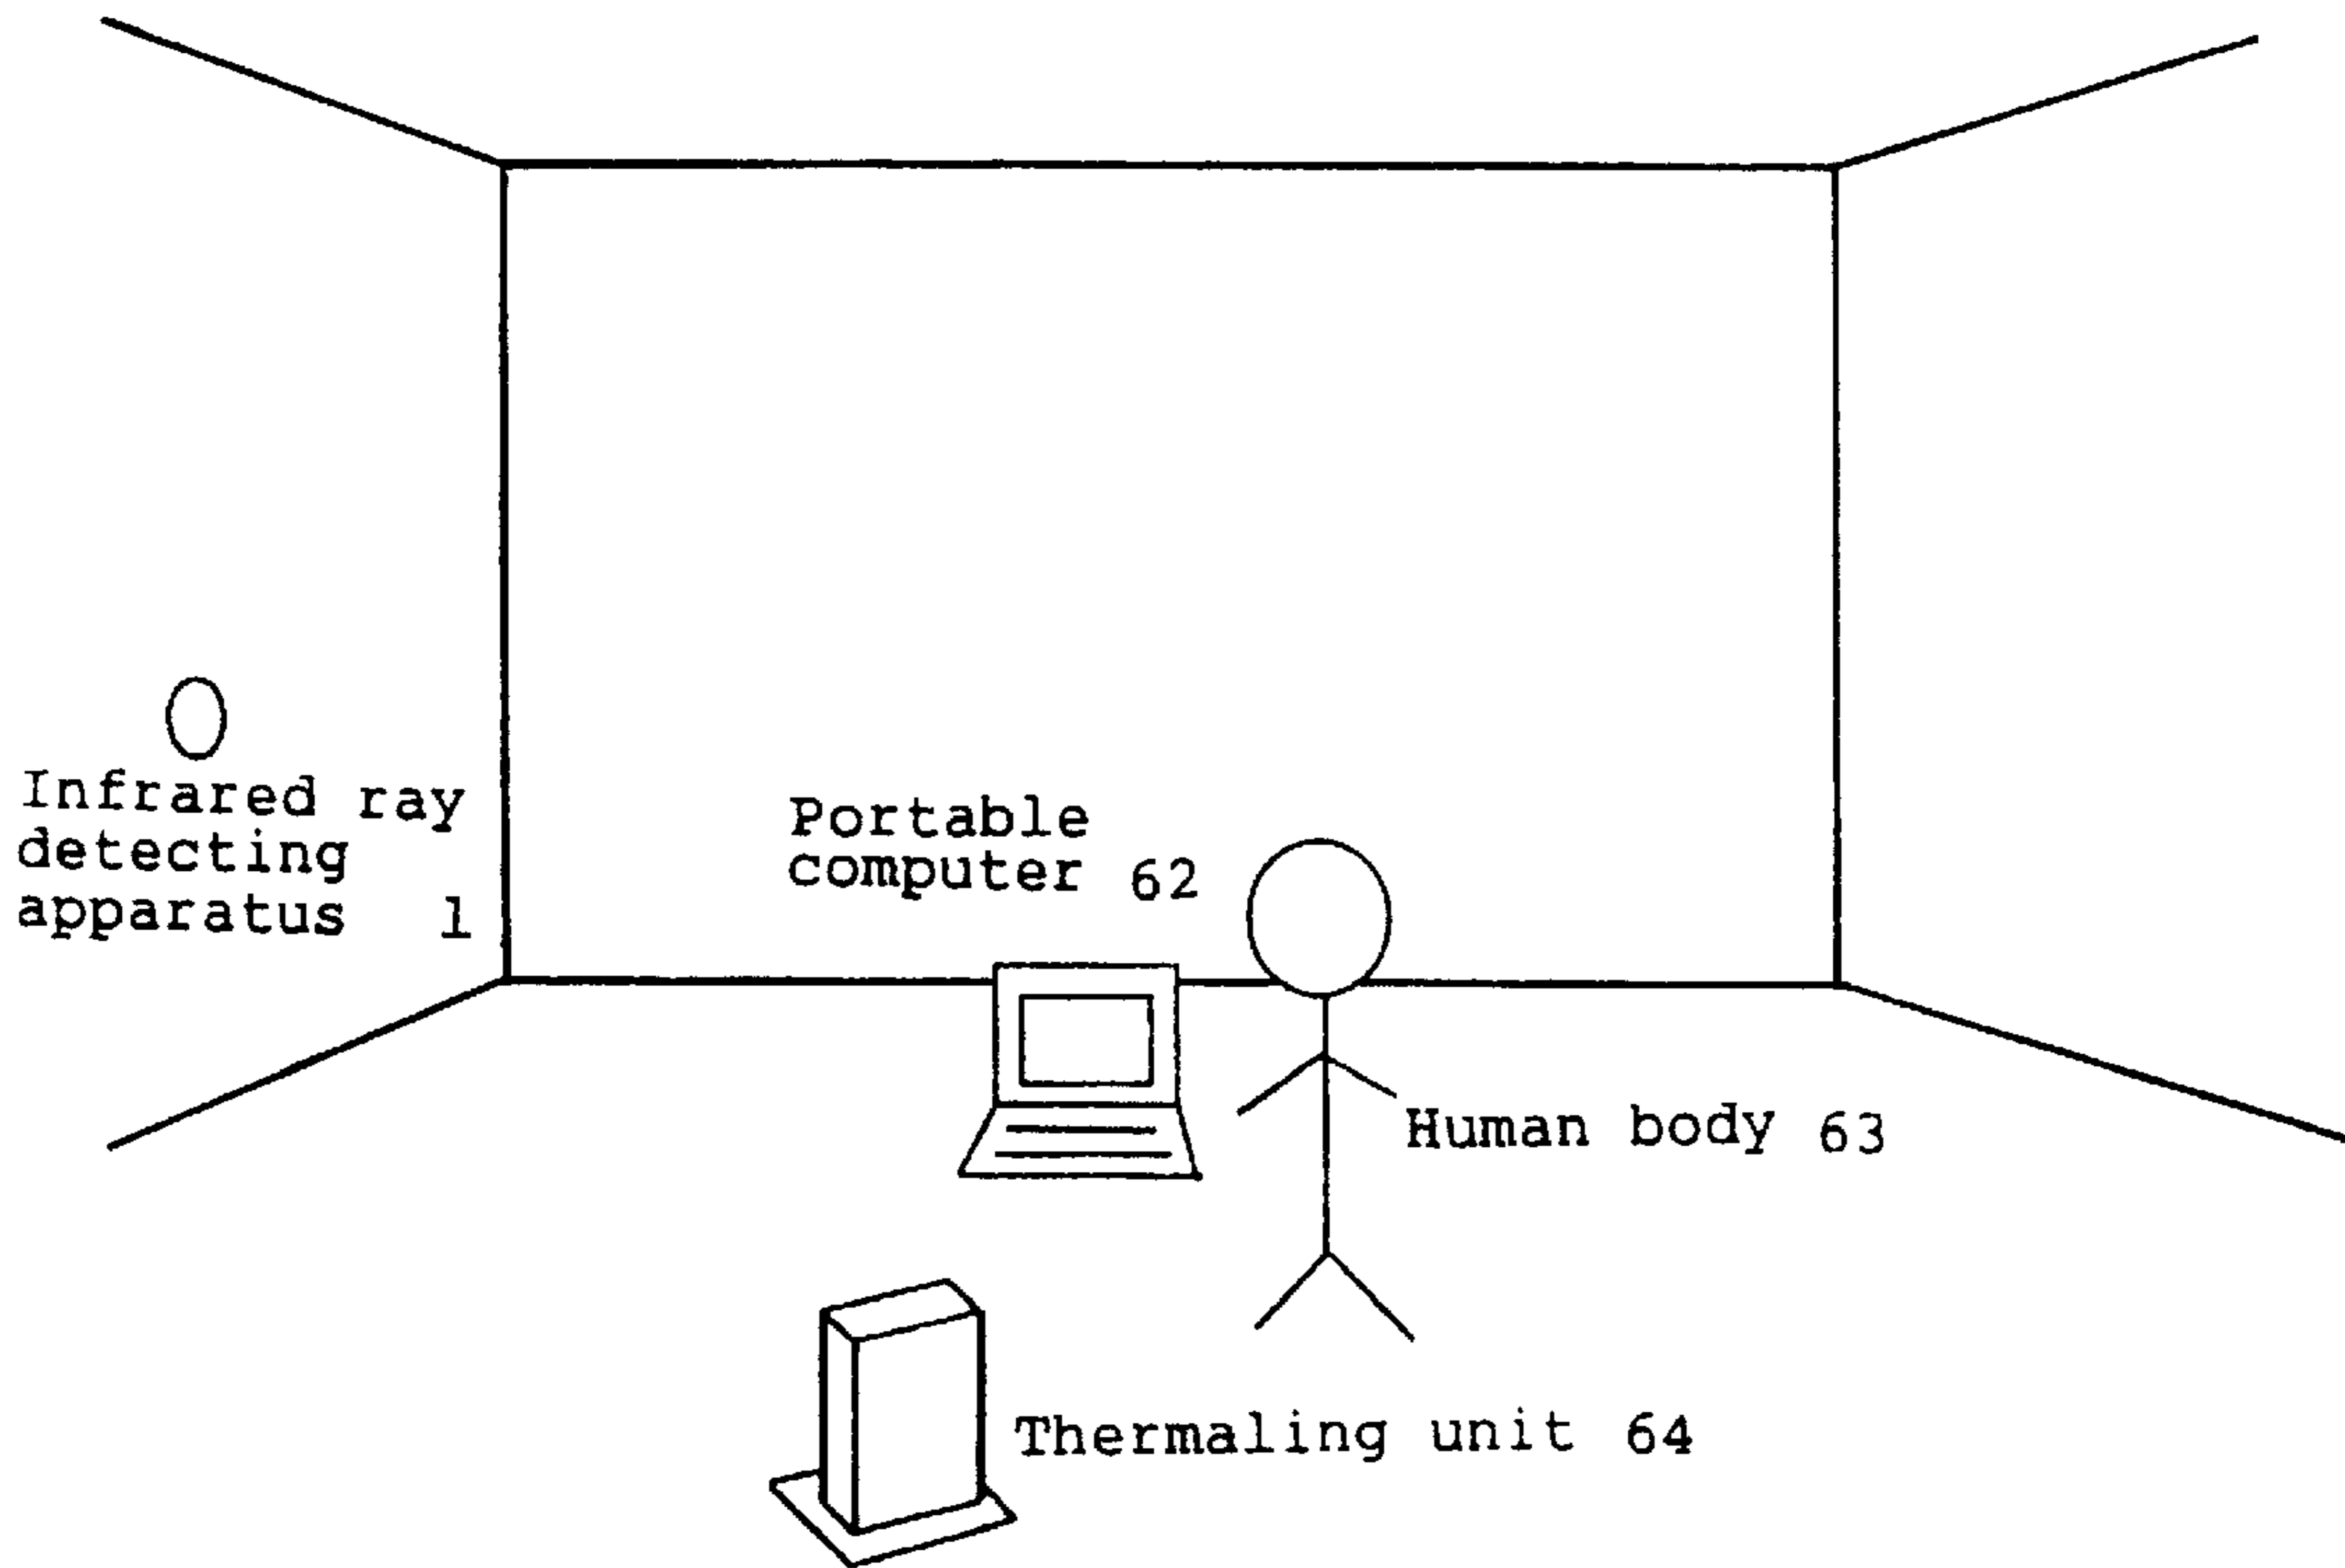 Infrared ray
detecting
apparatus 1
Portable
computer 62
Human body 63
Thermaling unit 64